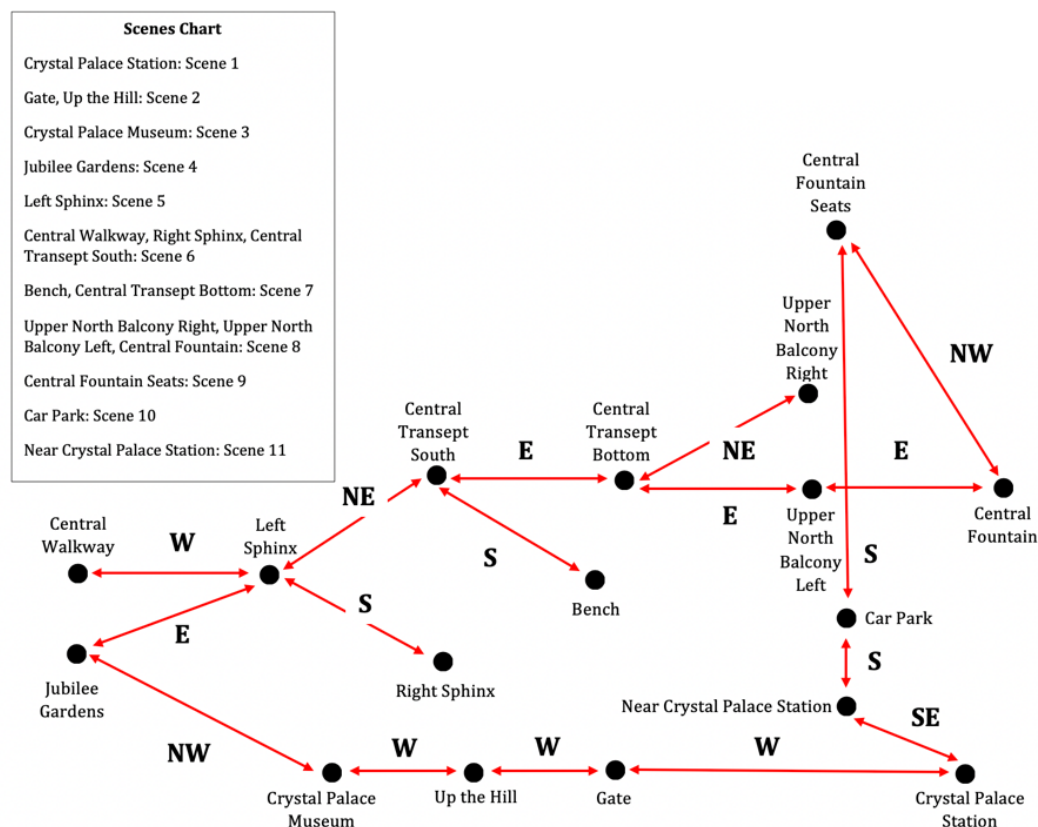 Scenes Chart
Crystal Palace Station: Scene 1
Gate, Up the Hill: Scene 2
Crystal Palace Museum: Scene 3
Jubilee Gardens: Scene 4
Left Sphinx: Scene 5
Central Walkway, Right Sphinx, Central
Transept South: Scene 6
Bench, Central Transept Bottom: Scene 7
Upper North Balcony Right, Upper North
Balcony Left, Central Fountain: Scene 8
Central Fountain Seats: Scene 9
Car Park: Scene 10
Near Crystal Palace Station: Scene 11
Central
Fountain
Seats
Upper
North
Balcony
Right
NW
Central
Transept
South
E
Central
Transept
Bottom
NE
E
NE
E
Central
Walkway
W
Left
Sphinx
S
Bench
Upper
North
Balcony
Left
Central
Fountain
S
E
S
Car Park
Jubilee
Gardens
Right Sphinx
S
Near Crystal Palace Station
SE
NW
W
W
W
Crystal Palace
Museum
Up the Hill
Gate
Crystal Palace
Station